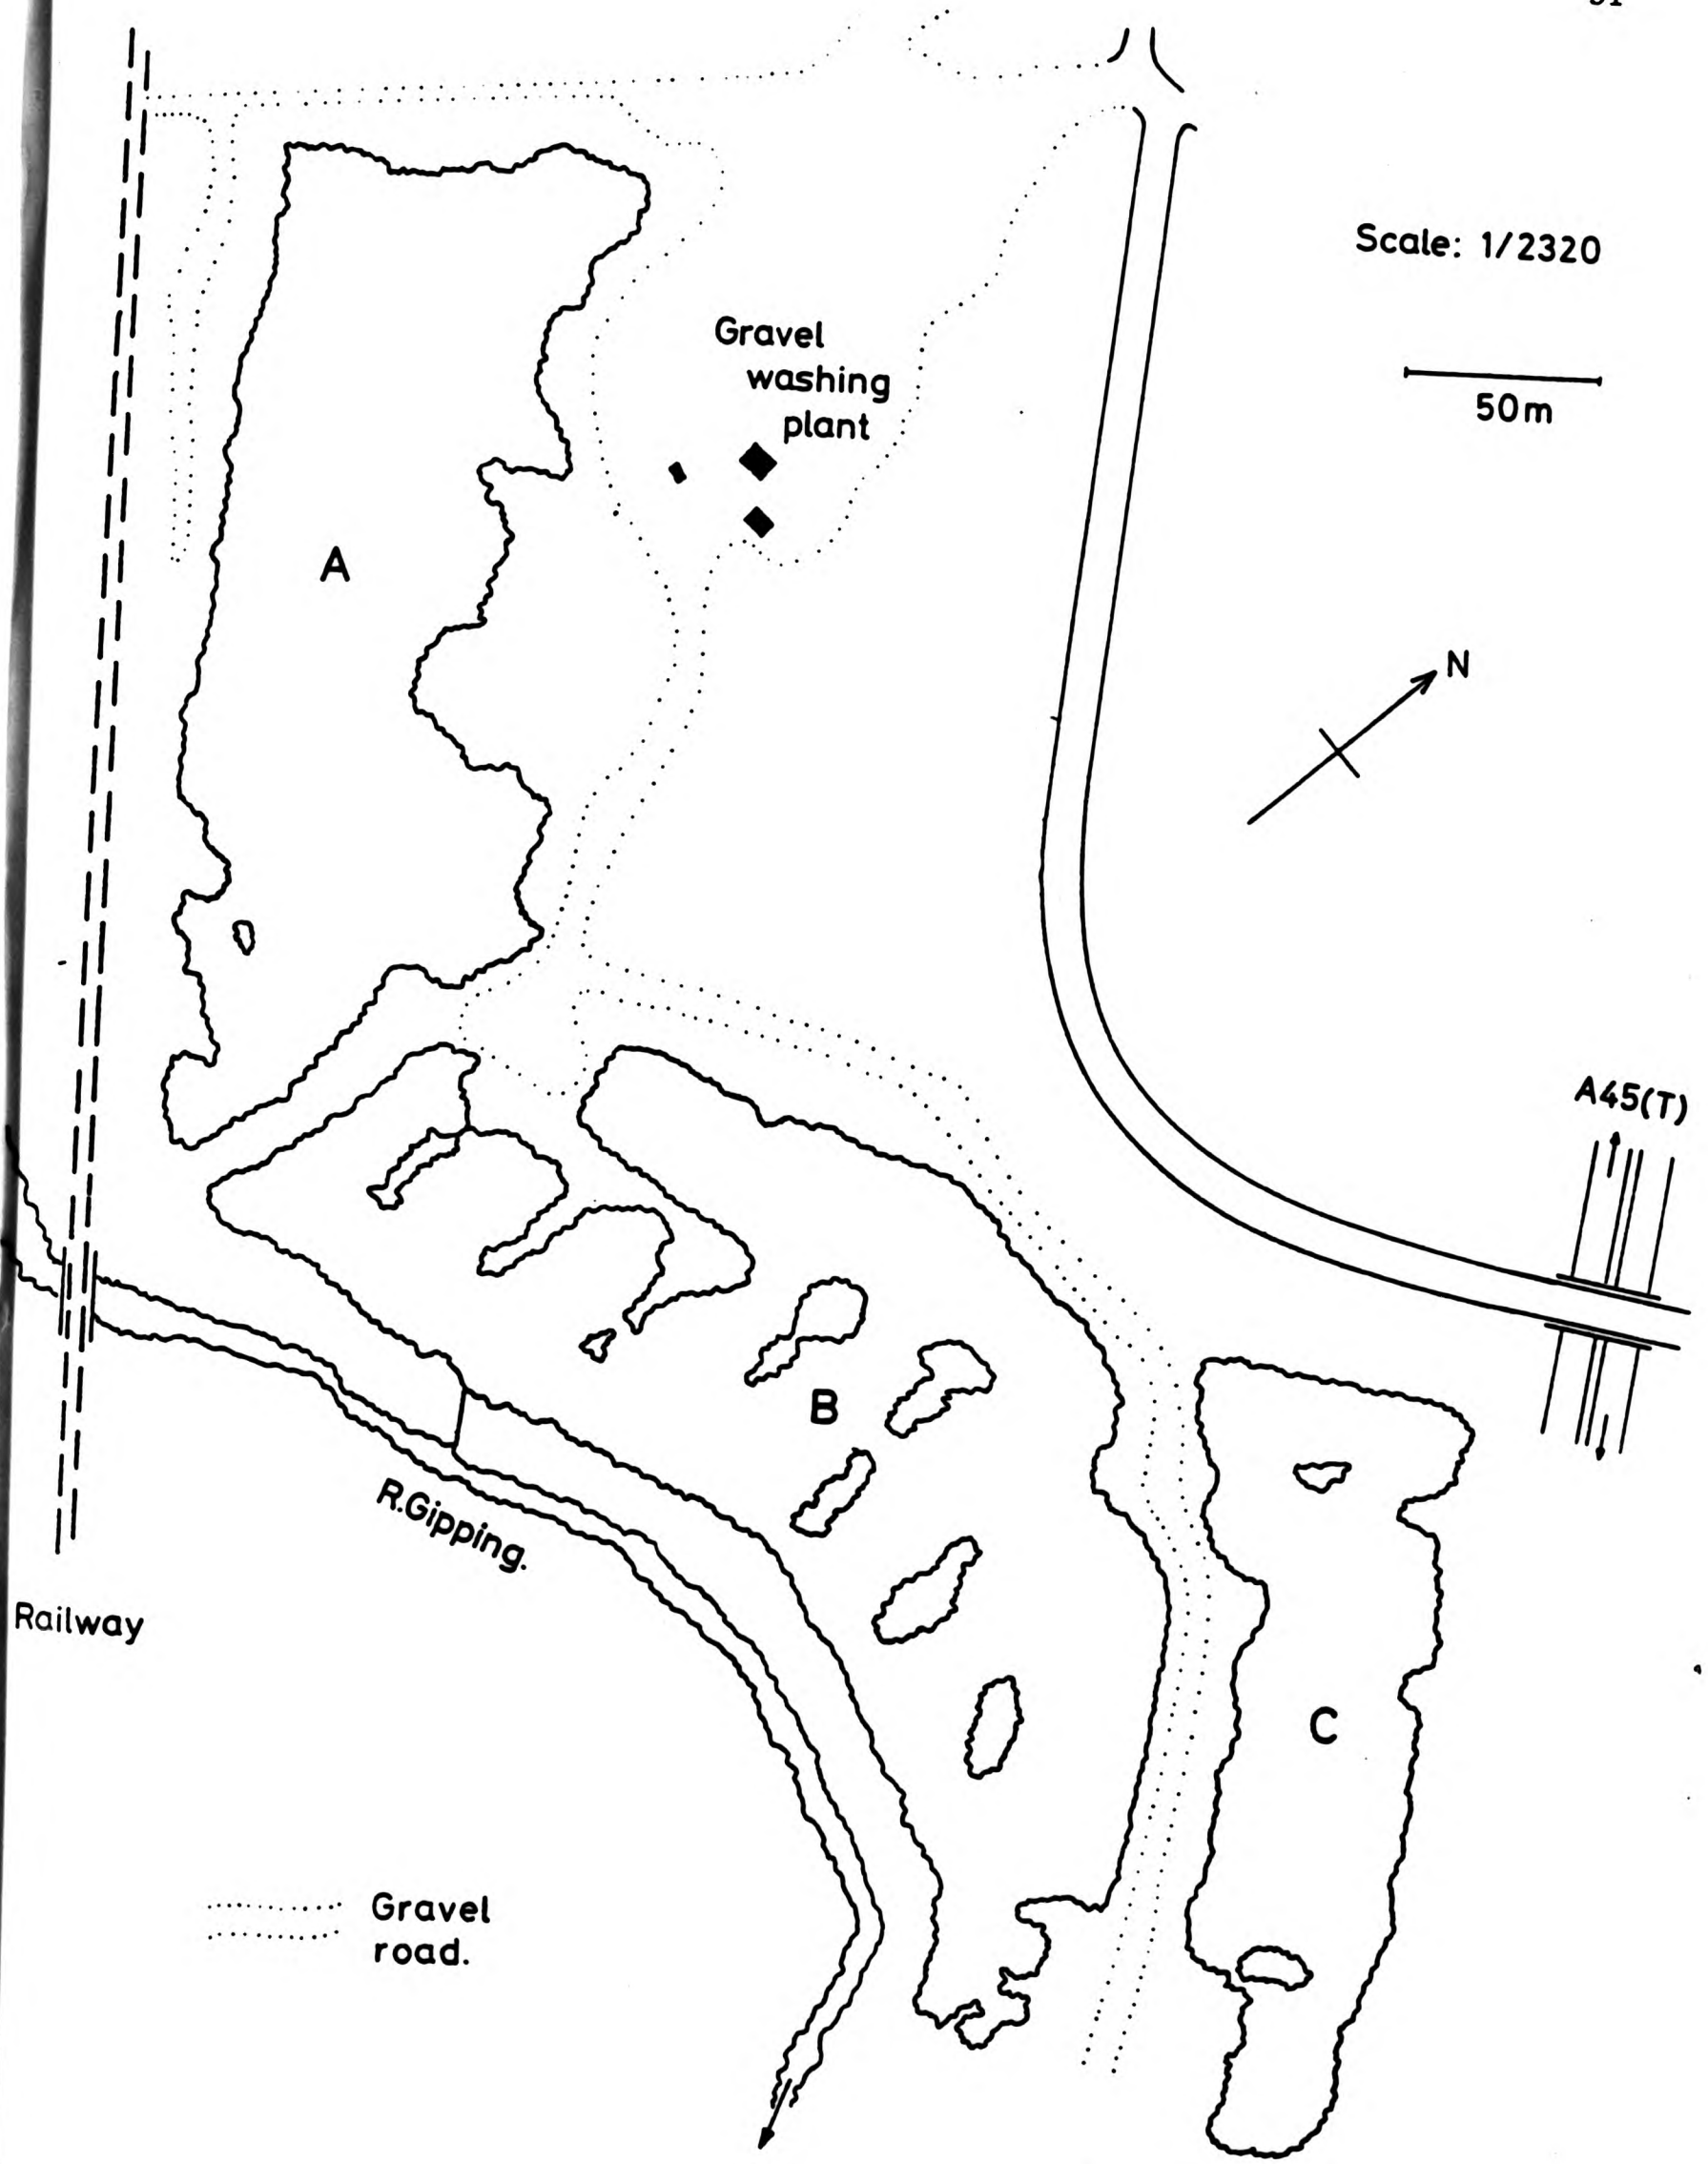 Scale: 1/2320
50m
Gravel
washing
plant
N
A
A45(T)
B
R.Gipping.
Railway
C
Gravel
road.